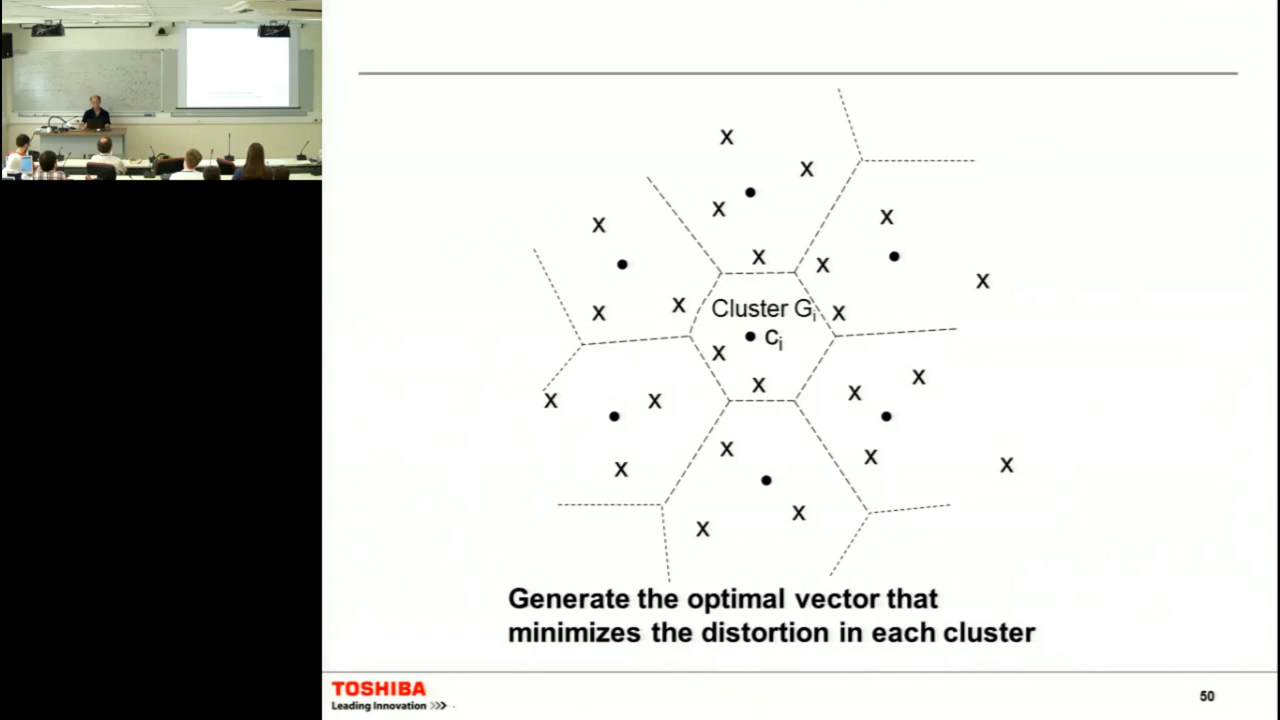 Cluster Gi
ci
Generate the optimal vector that
minimizes the distortion in each cluster
TOSHIBA
Leading Innovation >>>
50